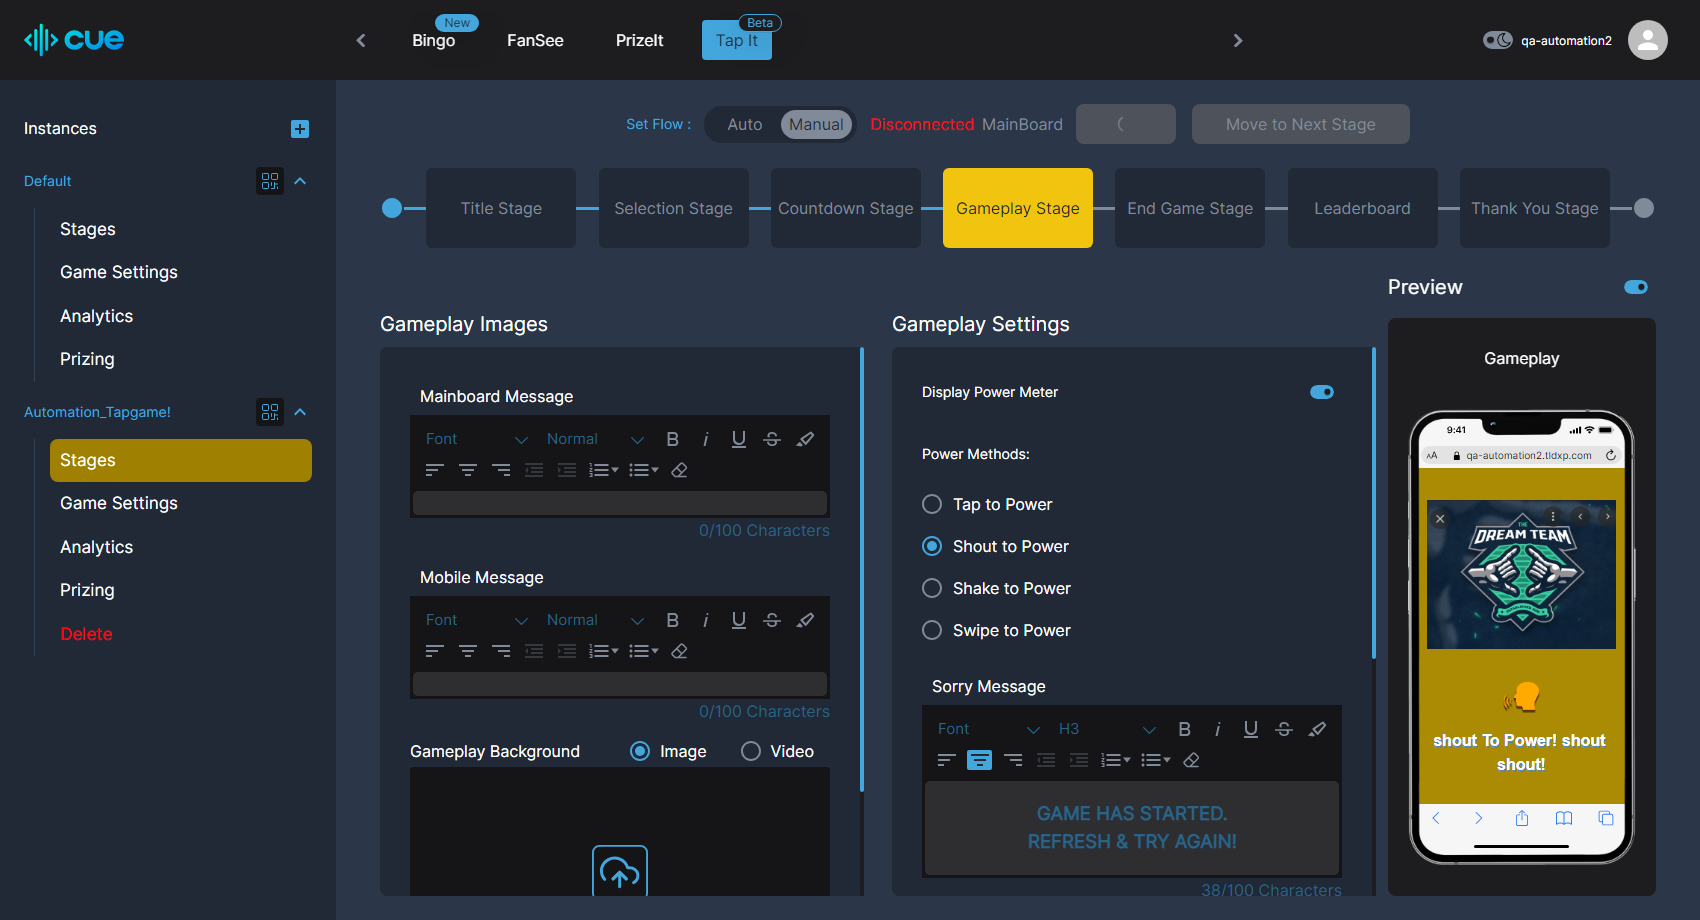 cue
Bingo
New
FanSee
PrizeIt
Tap It
Beta
qa-automation2
Instances
Default
Stages
Game Settings
Analytics
Prizing
Automation_Tapgame!
Stages
Game Settings
Analytics
Prizing
Delete
Set Flow :
Auto
Manual
Disconnected MainBoard
Move to Next Stage
Title Stage
Selection Stage
Countdown Stage
Gameplay Stage
End Game Stage
Leaderboard
Thank You Stage
Gameplay Images
Mainboard Message
Font
Normal
B i U S
0/100 Characters
Mobile Message
Font
Normal
B i U S
0/100 Characters
Gameplay Background
Image
Video
Gameplay Settings
Display Power Meter
Power Methods:
Tap to Power
Shout to Power
Shake to Power
Swipe to Power
Sorry Message
Font
H3
B i U S
GAME HAS STARTED.
REFRESH & TRY AGAIN!
38/100 Characters
Preview
Gameplay
9:41
AA
qa-automation2.tldxp.com
THE
DREAM TEAM
shout To Power! shout
shout!